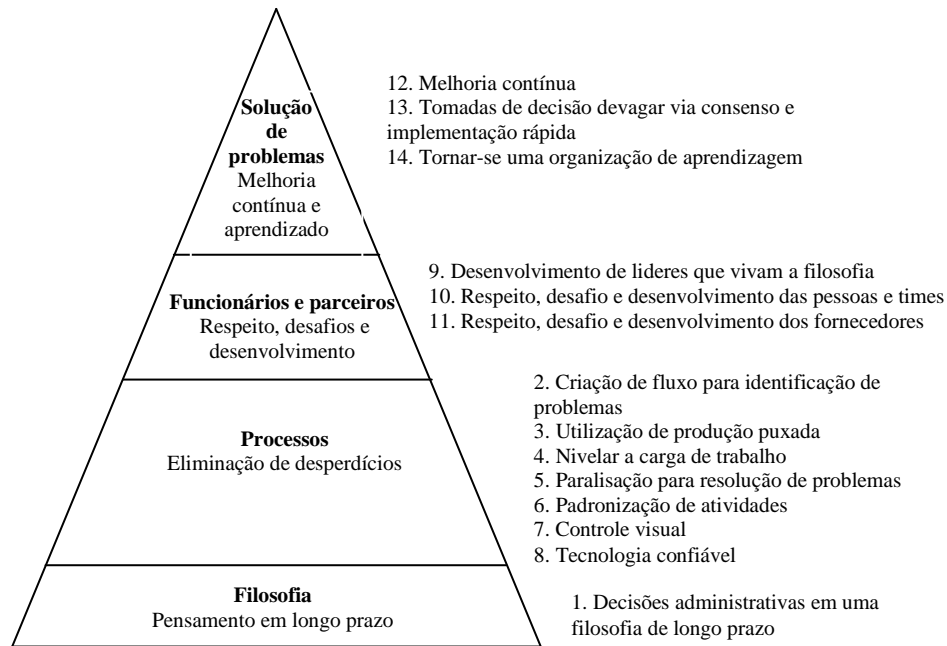 Solução
de
problemas
Melhoria
contínua e
aprendizado
12. Melhoria contínua
13. Tomadas de decisão devagar via consenso e
implementação rápida
14. Tornar-se uma organização de aprendizagem
Funcionários e parceiros
Respeito, desafios e
desenvolvimento
9. Desenvolvimento de lideres que vivam a filosofia
10. Respeito, desafio e desenvolvimento das pessoas e times
11. Respeito, desafio e desenvolvimento dos fornecedores
Processos
Eliminação de desperdícios
2. Criação de fluxo para identificação de
problemas
3. Utilização de produção puxada
4. Nivelar a carga de trabalho
5. Paralisação para resolução de problemas
6. Padronização de atividades
7. Controle visual
8. Tecnologia confiável
Filosofia
Pensamento em longo prazo
1. Decisões administrativas em uma
filosofia de longo prazo